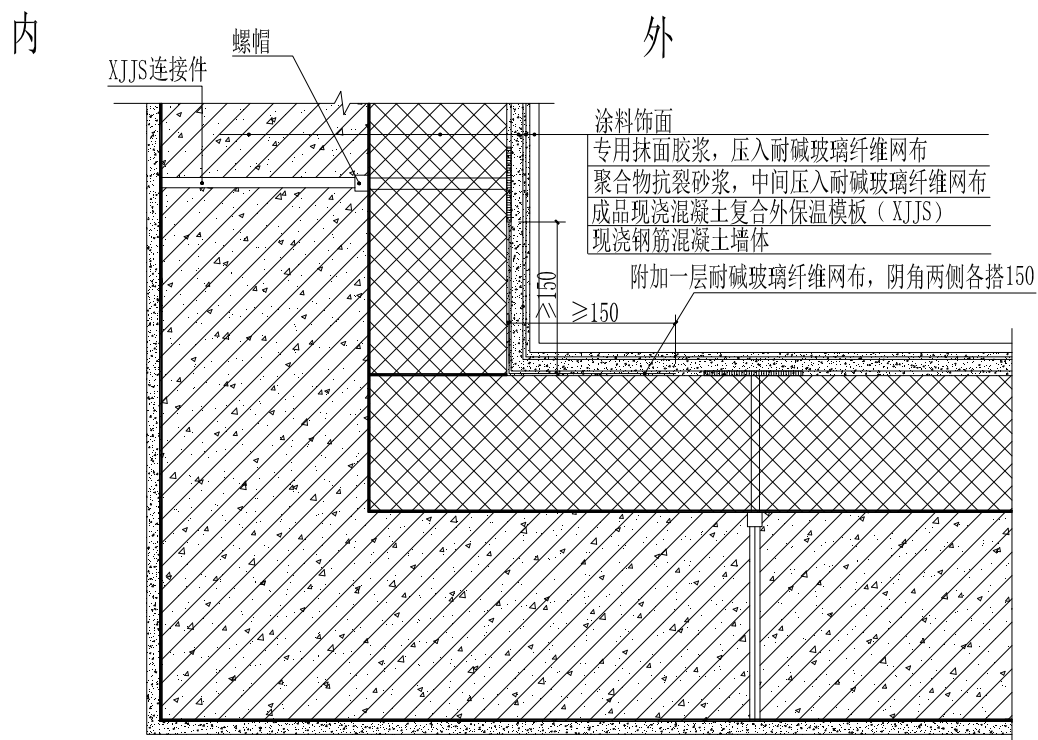 内
外
螺帽
XJJS连接件
涂料饰面
专用抹面胶浆，压入耐碱玻璃纤维网布
聚合物抗裂砂浆，中间压入耐碱玻璃纤维网布
成品现浇混凝土复合外保温模板（XJJS）
现浇钢筋混凝土墙体
附加一层耐碱玻璃纤维网布，阴角两侧各搭150
≥150
≥150